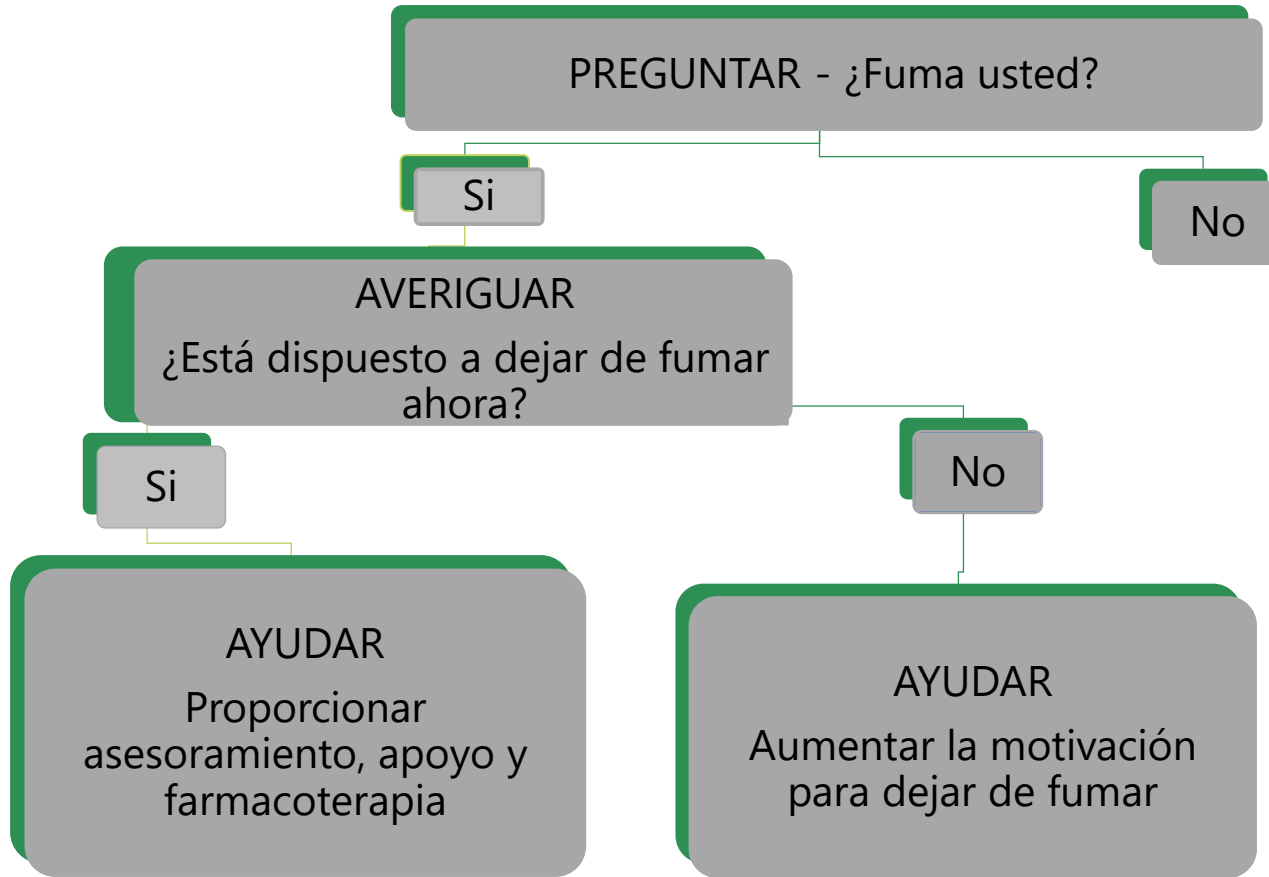 PREGUNTAR - ¿Fuma usted?
Si
No
AVERIGUAR
¿Está dispuesto a dejar de fumar
ahora?
Si
No
AYUDAR
Proporcionar
asesoramiento, apoyo y
farmacoterapia
AYUDAR
Aumentar la motivación
para dejar de fumar